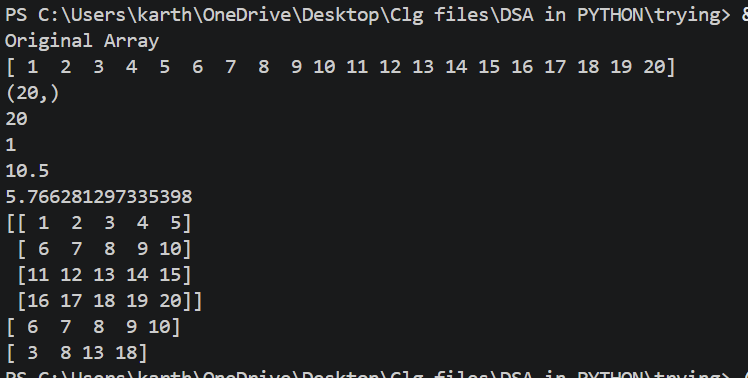 PS C:\Users\karth\OneDrive\Desktop\Clg files\DSA in PYTHON\trying> &
Original Array
[ 1  2  3  4  5  6  7  8  9 10 11 12 13 14 15 16 17 18 19 20]
(20,)
20
1
10.5
5.766281297335398
[[ 1  2  3  4  5]
 [ 6  7  8  9 10]
 [11 12 13 14 15]
 [16 17 18 19 20]]
[ 6  7  8  9 10]
[ 3  8 13 18]
PS C:\Users\karth\OneDrive\Desktop\Clg files\DSA in PYTHON\trying>